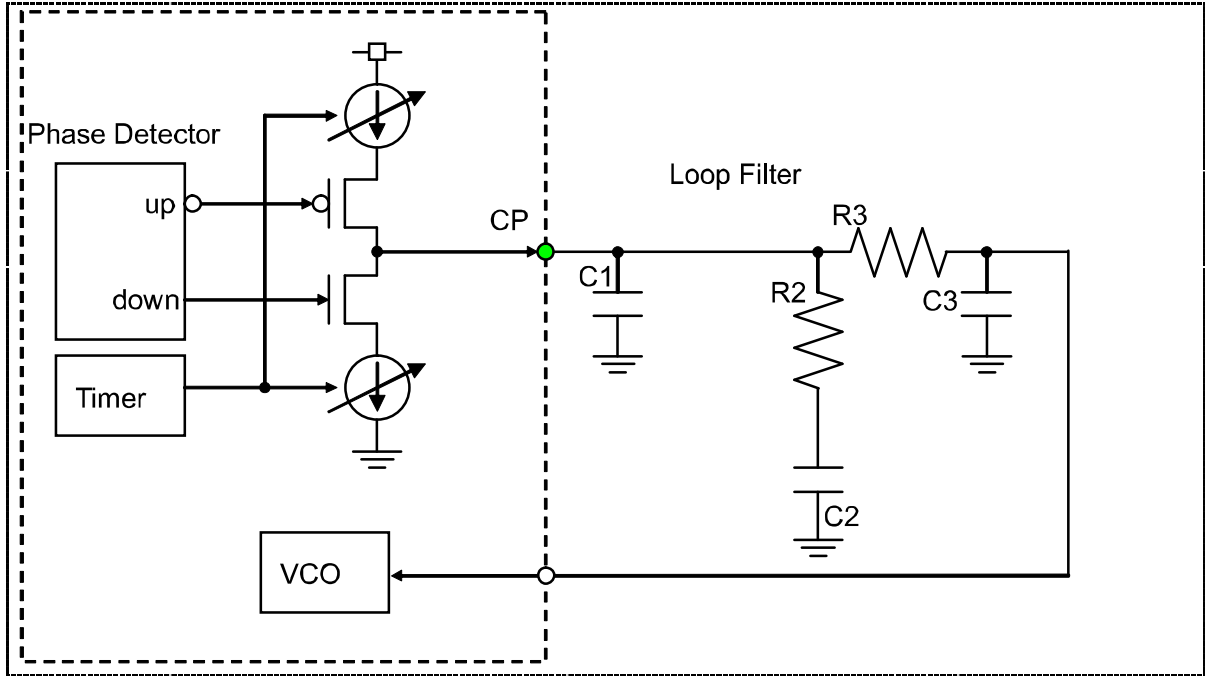 Phase Detector
up
down
Timer
CP
Loop Filter
C1
R2
R3
C3
C2
VCO